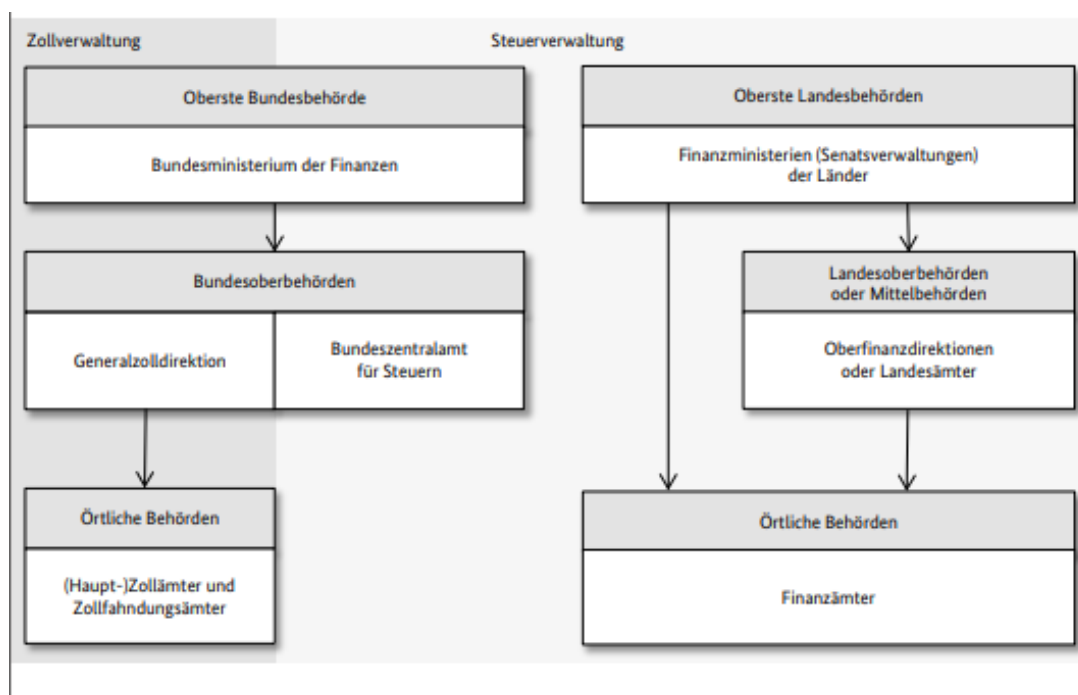 Zollverwaltung
Steuerverwaltung
Oberste Bundesbehörde
Bundesministerium der Finanzen
Oberste Landesbehörden
Finanzministerien (Senatsverwaltungen)
der Länder
Bundesoberbehörden
Generalzolldirektion
Bundeszentralamt
für Steuern
Landesoberbehörden
oder Mittelbehörden
Oberfinanzdirektionen
oder Landesämter
Örtliche Behörden
(Haupt-)Zollämter und
Zollfahndungsämter
Örtliche Behörden
Finanzämter